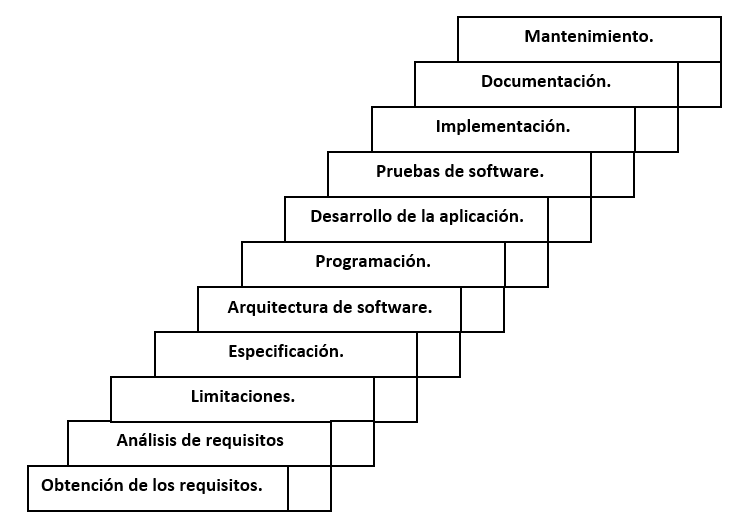 Mantenimiento.
Documentación.
Implementación.
Pruebas de software.
Desarrollo de la aplicación.
Programación.
Arquitectura de software.
Especificación.
Limitaciones.
Análisis de requisitos
Obtención de los requisitos.